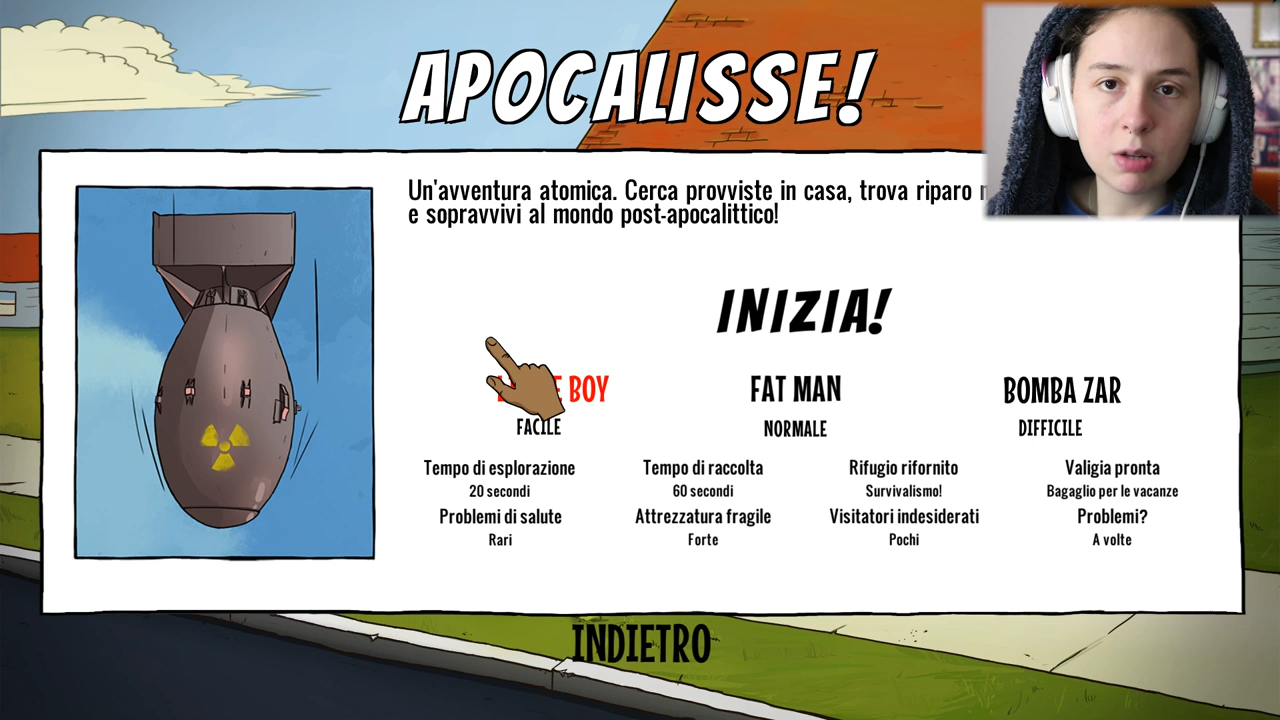 APOCALISSE!
Un'avventura atomica. Cerca provviste in casa, trova riparo
e sopravvivi al mondo post-apocalittico!
INIZIA!
BOY FAT MAN BOMBA ZAR
FACILE NORMALE DIFFICILE
Tempo di esplorazione Tempo di raccolta Rifugio rifornito Valigia pronta
20 secondi 60 secondi Survivalismo! Bagaglio per le vacanze
Problemi di salute Attrezzatura fragile Visitatori indesiderati Problemi?
Rari Forte Pochi A volte
INDIETRO